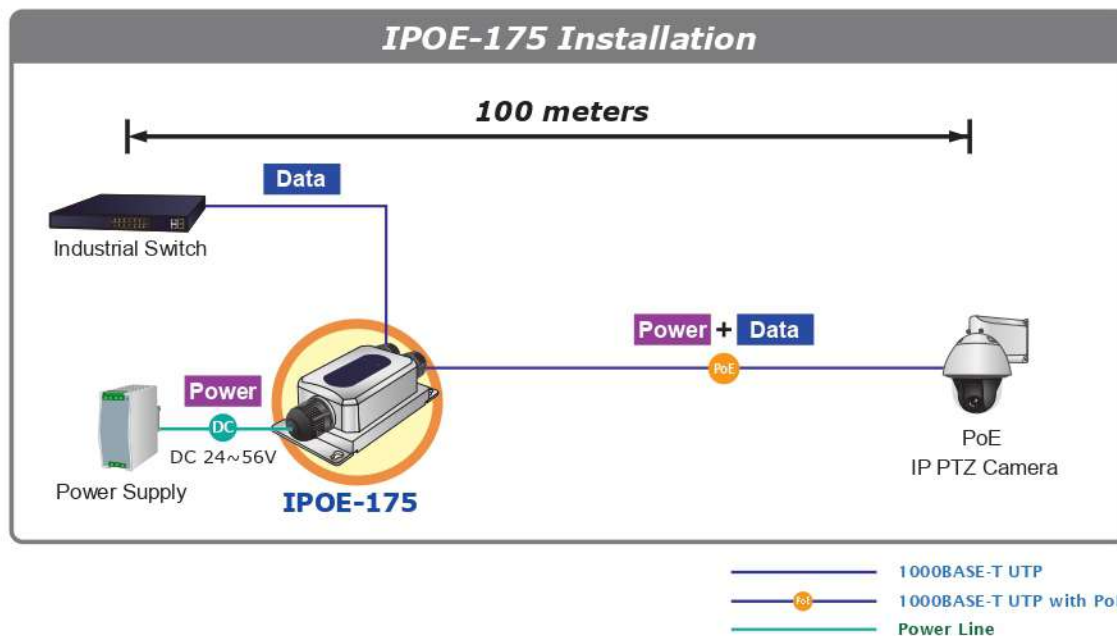 IPOE-175 Installation
100 meters
Data
Industrial Switch
Power + Data
PoE
Power
DC
DC 24~56V
Power Supply
IPOE-175
PoE
IP PTZ Camera
1000BASE-T UTP
PoE
1000BASE-T UTP with Po
Power Line